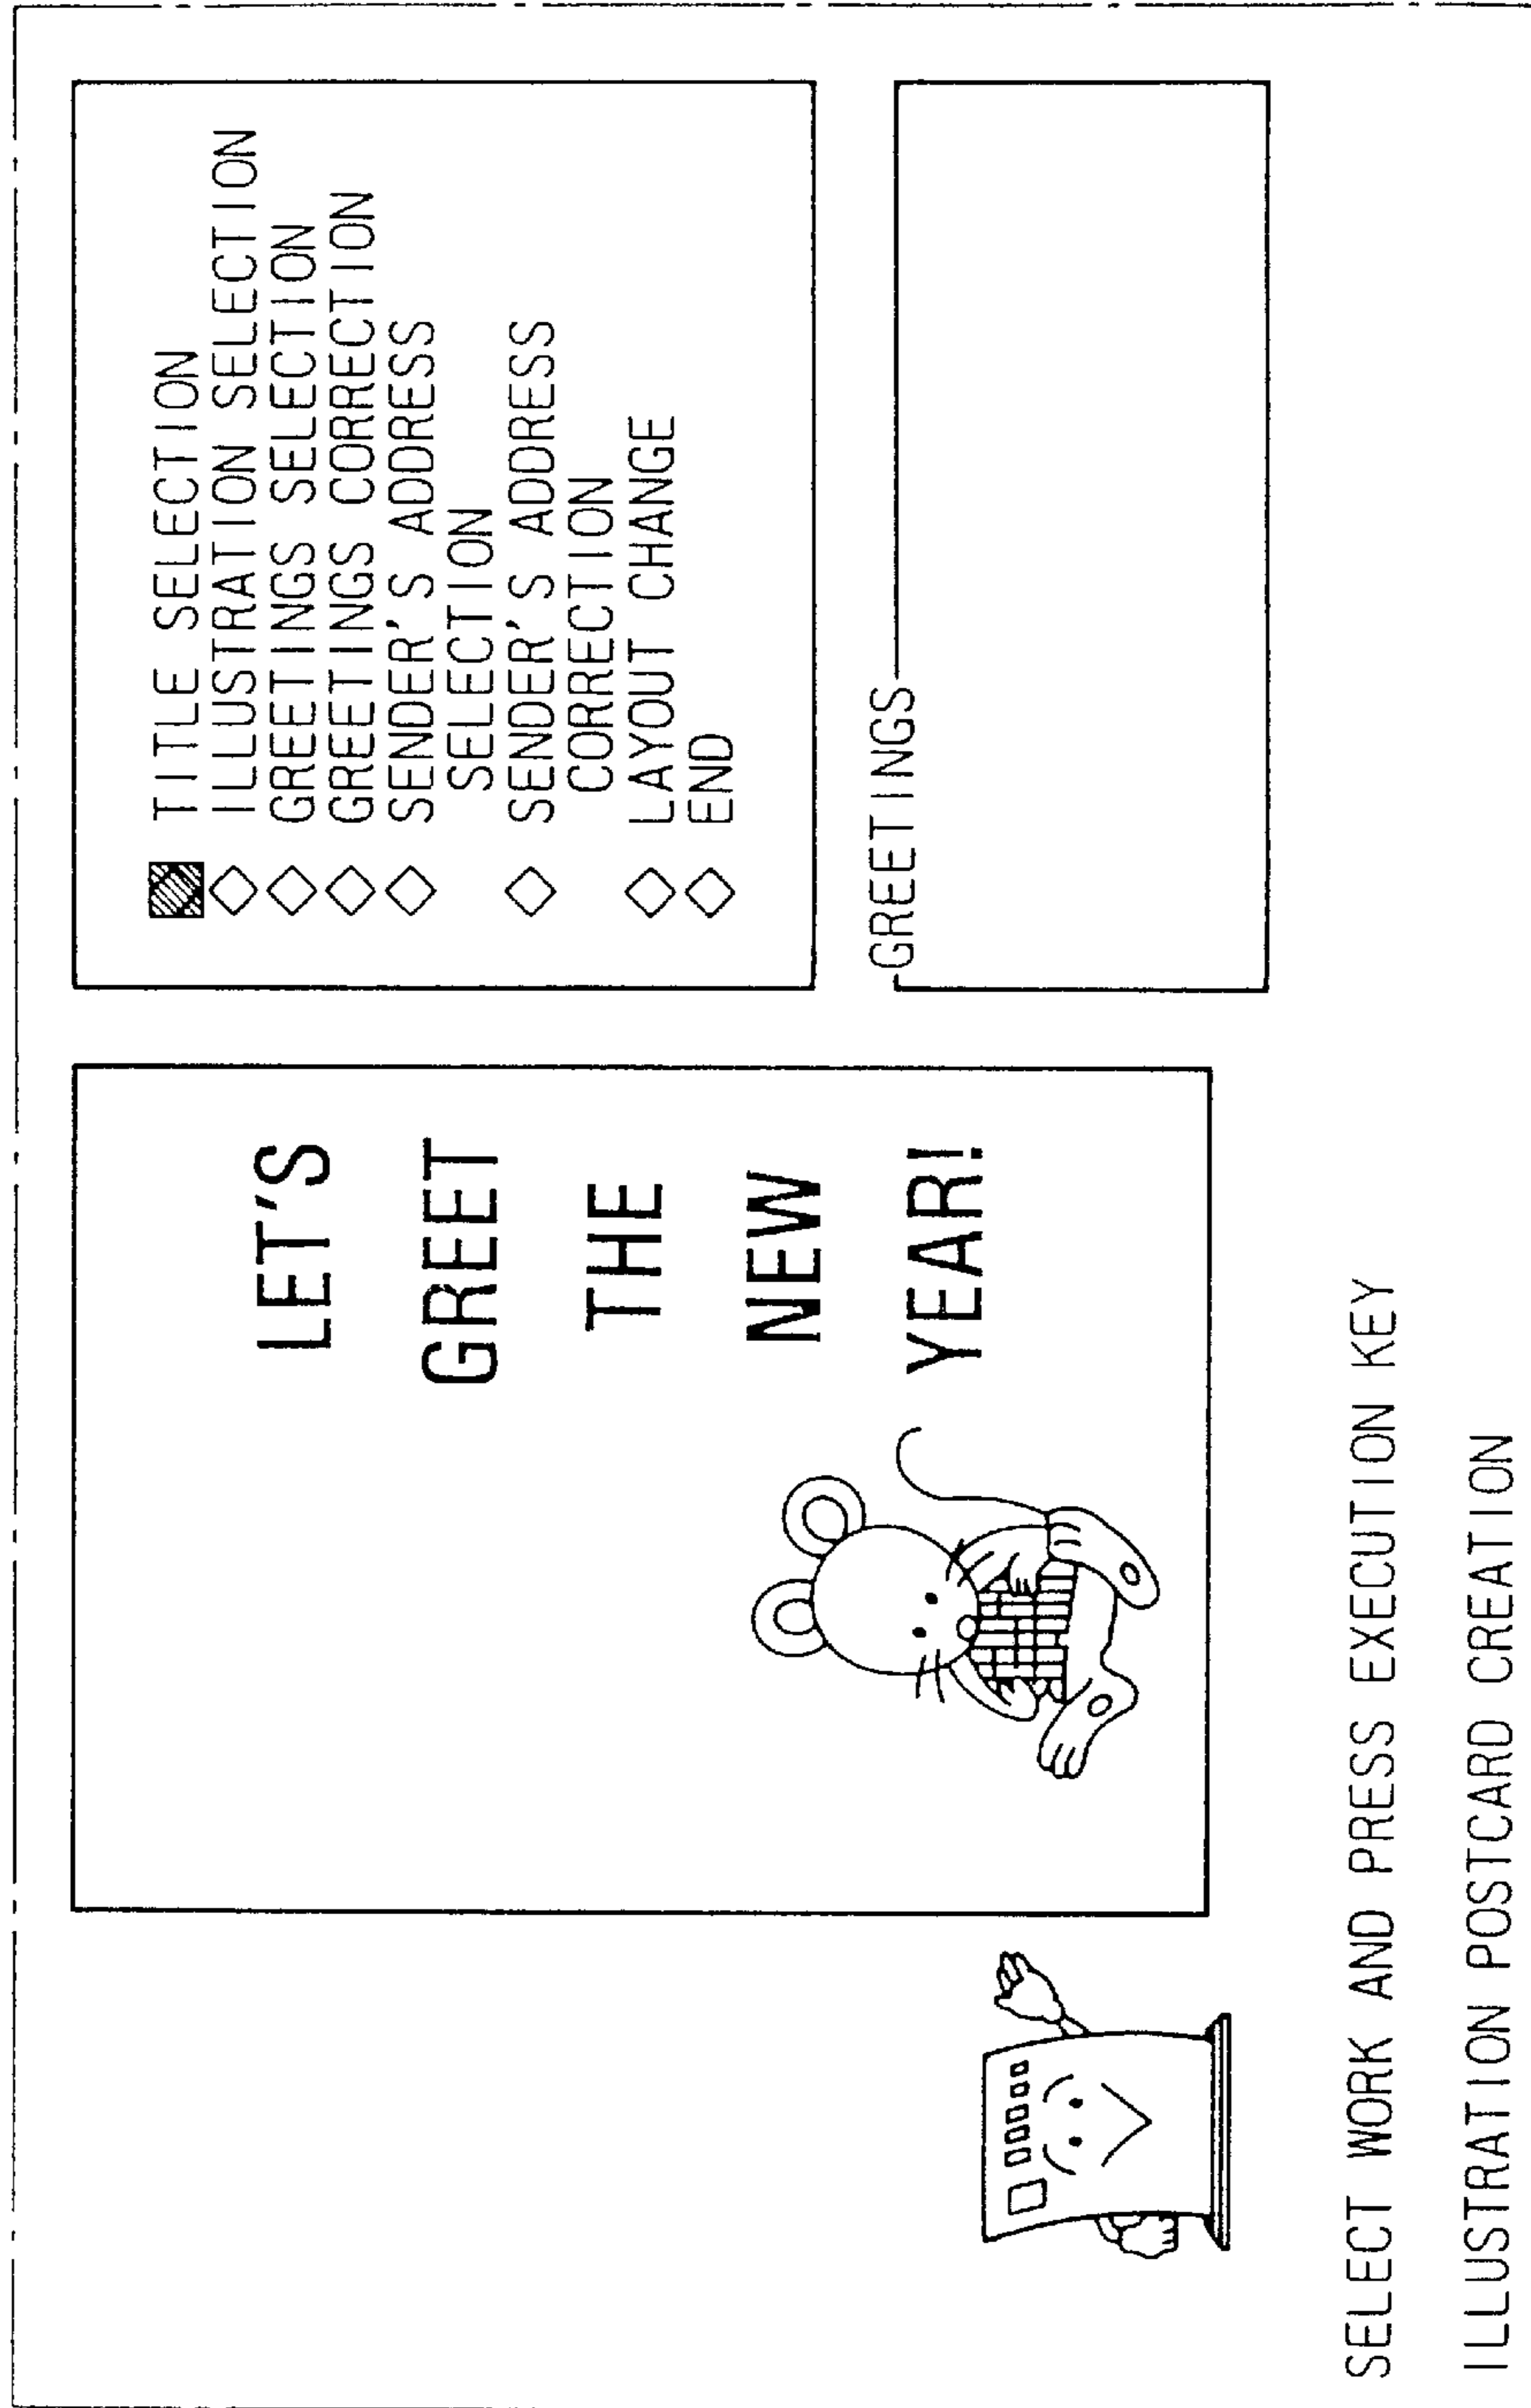 LET'S
GREET
THE
NEW
YEAR!
TITLE SELECTION
ILLUSTRATION SELECTION
GREETINGS SELECTION
GREETINGS CORRECTION
SENDER'S ADDRESS
SELECTION
SENDER'S ADDRESS
CORRECTION
LAYOUT CHANGE
END
GREETINGS
SELECT WORK AND PRESS EXECUTION KEY
ILLUSTRATION POSTCARD CREATION